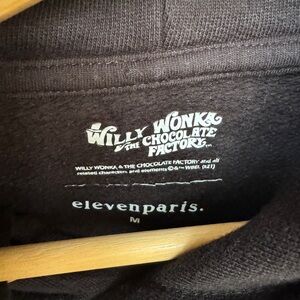 WILLY WONKA
& THE CHOCOLATE
FACTORY
WILLY WONKA & THE CHOCOLATE FACTORY and all
related characters and elements © & ™ WBEI. (s21)
elevenparis.
M